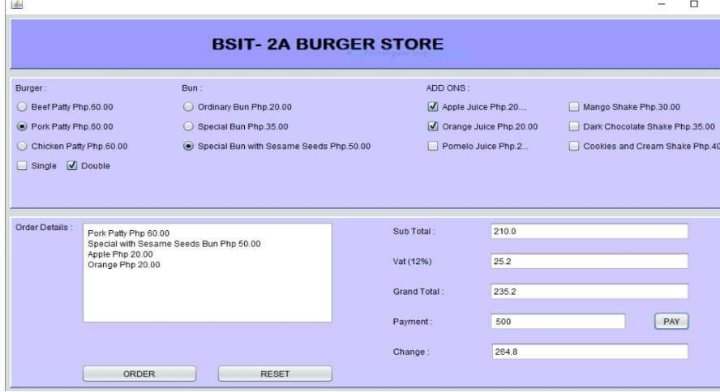 BSIT- 2A BURGER STORE
Burger :
Beef Patty Php.60.00
Pork Patty Php.60.00
Chicken Patty Php.60.00
Single Double
Bun :
Ordinary Bun Php.20.00
Special Bun Php.35.00
Special Bun with Sesame Seeds Php.50.00
ADD ONS :
Apple Juice Php.20...
Orange Juice Php.20.00
Pomelo Juice Php.2...
Mango Shake Php.30.00
Dark Chocolate Shake Php.35.00
Cookies and Cream Shake Php.40
Order Details :
Pork Patty Php 60.00
Special with Sesame Seeds Bun Php 50.00
Apple Php 20.00
Orange Php 20.00
ORDER RESET
Sub Total : 210.0
Vat (12%) 25.2
Grand Total : 235.2
Payment : 500 PAY
Change : 264.8